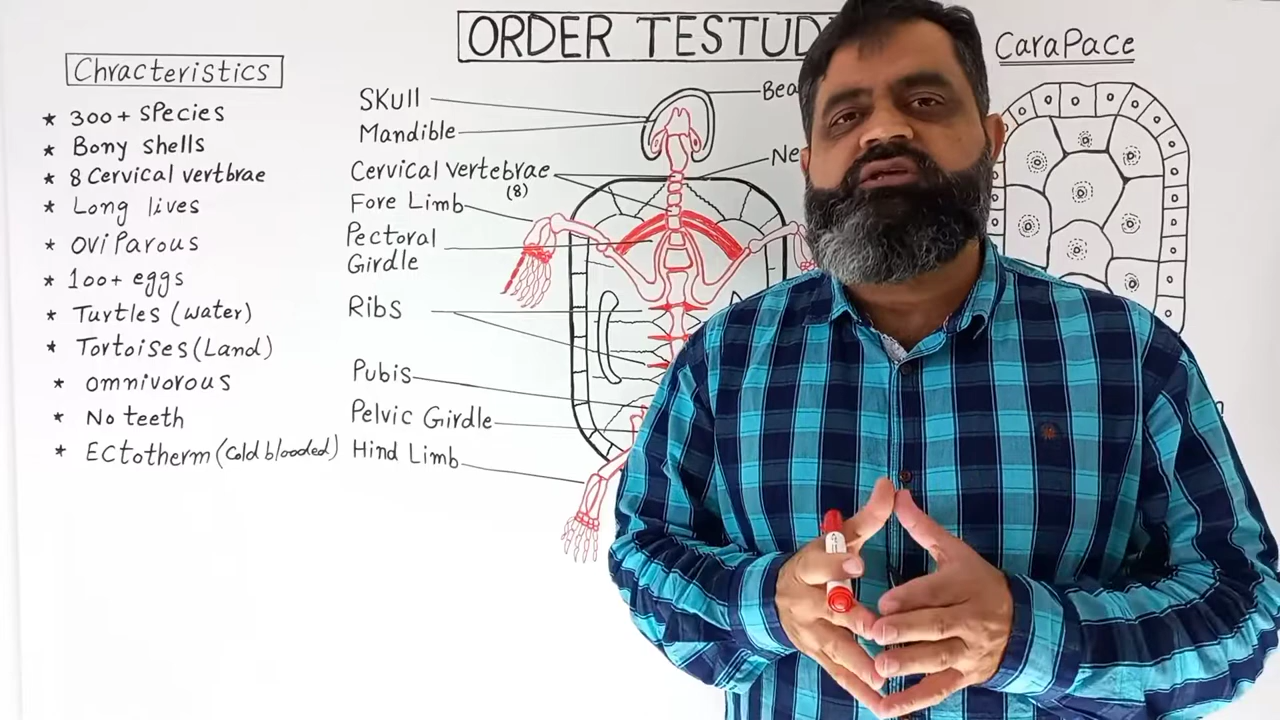 ORDER TESTUD
Chracteristics
* 300+ species
* Bony shells
* 8 Cervical vertbrae
* Long lives
* Oviparous
* 100+ eggs
* Turtles (water)
* Tortoises (Land)
* omnivorous
* No teeth
* Ectotherm (Cold blooded)
Skull
Mandible
Cervical vertebrae
(8)
Fore Limb
Pectoral
Girdle
Ribs
Pubis
Pelvic Girdle
Hind Limb
Bea
Ne
CaraPace